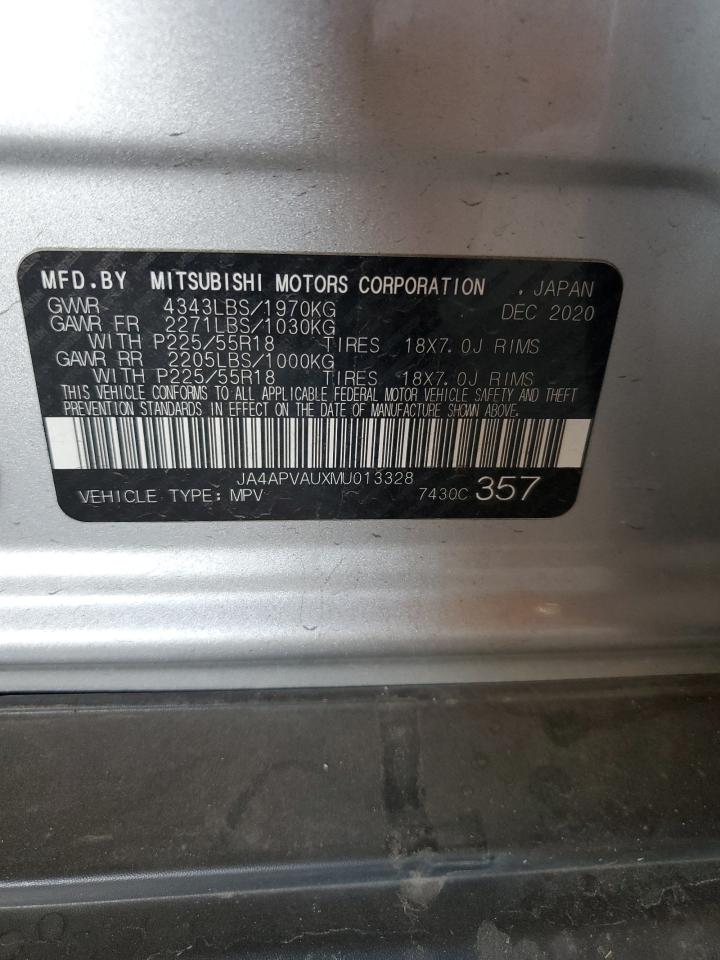 MFD.BY MITSUBISHI MOTORS CORPORATION , JAPAN
GVWR 4343LBS/1970KG DEC 2020
GAWR FR 2271LBS/1030KG
WITH P225/55R18 TIRES 18X7.0J RIMS
GAWR RR 2205LBS/1000KG
WITH P225/55R18 TIRES 18X7.0J RIMS
THIS VEHICLE CONFORMS TO ALL APPLICABLE FEDERAL MOTOR VEHICLE SAFETY AND THEFT
PREVENTION STANDARDS IN EFFECT ON THE DATE OF MANUFACTURE SHOWN ABOVE.
JA4APVAUXMU013328
VEHICLE TYPE: MPV 7430C 357